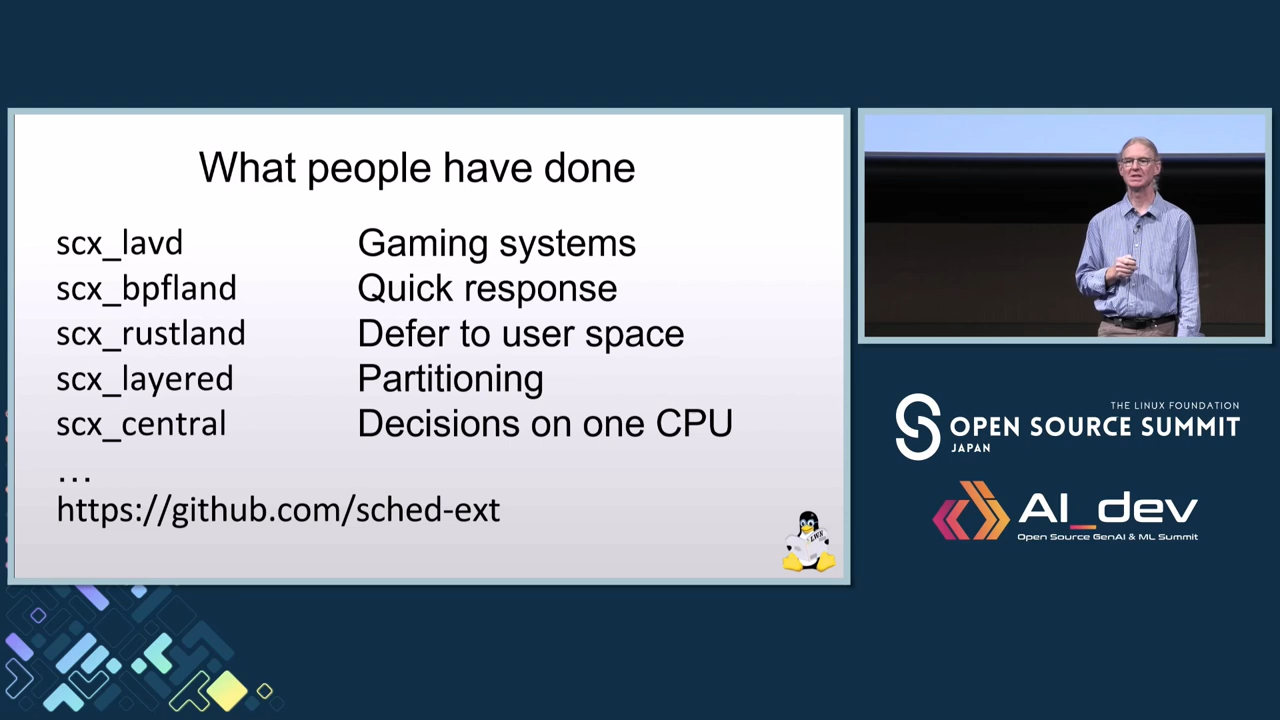 What people have done
scx_lavd Gaming systems
scx_bpfland Quick response
scx_rustland Defer to user space
scx_layered Partitioning
scx_central Decisions on one CPU
...
https://github.com/sched-ext
LWN
THE LINUX FOUNDATION
OPEN SOURCE SUMMIT
JAPAN
AI_dev
Open Source GenAI & ML Summit